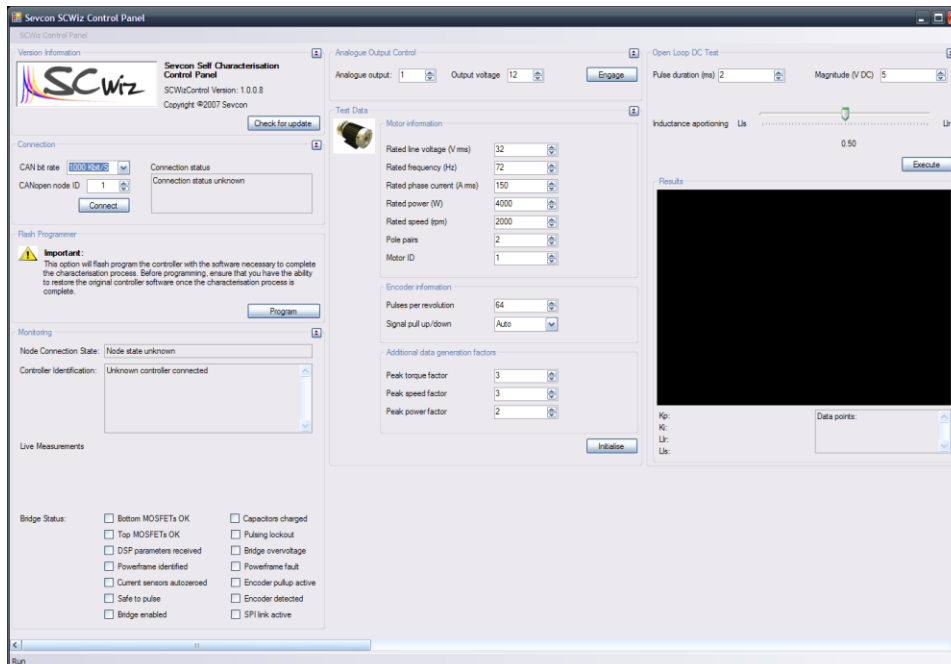 Sevcon SCWiz Control Panel
SCWiz Control Panel
Version Information
SCWiz
Sevcon Self Characterisation
Control Panel
SCWizControl Version: 1.0.0.8
Copyright ©2007 Sevcon
Check for update
Connection
CAN bit rate 1000 Kbit/S Connection status
Connection status unknown
CANopen node ID 1
Connect
Flash Programmer
Important:
This option will flash program the controller with the software necessary to complete
the characterisation process. Before programming, ensure that you have the ability
to restore the original controller software once the characterisation process is
complete.
Program
Monitoring
Node Connection State: Node state unknown
Controller Identification: Unknown controller connected
Live Measurements
Bridge Status: Bottom MOSFETs OK Capacitors charged
Top MOSFETs OK Pulsing lockout
DSP parameters received Bridge overvoltage
Powerframe identified Powerframe fault
Current sensors autozeroed Encoder pullup active
Safe to pulse Encoder detected
Bridge enabled SPI link active
Analogue Output Control
Analogue output: 1 Output voltage 12 Engage
Test Data
Motor information
Rated line voltage (V rms) 32
Rated frequency (Hz) 72
Rated phase current (A rms) 150
Rated power (W) 4000
Rated speed (rpm) 2000
Pole pairs 2
Motor ID 1
Encoder information
Pulses per revolution 64
Signal pull up/down Auto
Additional data generation factors
Peak torque factor 3
Peak speed factor 3
Peak power factor 2
Initialise
Open Loop DC Test
Pulse duration (ms) 2 Magnitude (V DC) 5
Inductance aportioning Lls Llr
0.50
Execute
Results
Kp: Data points:
Ki:
Llr:
Lls:
Run